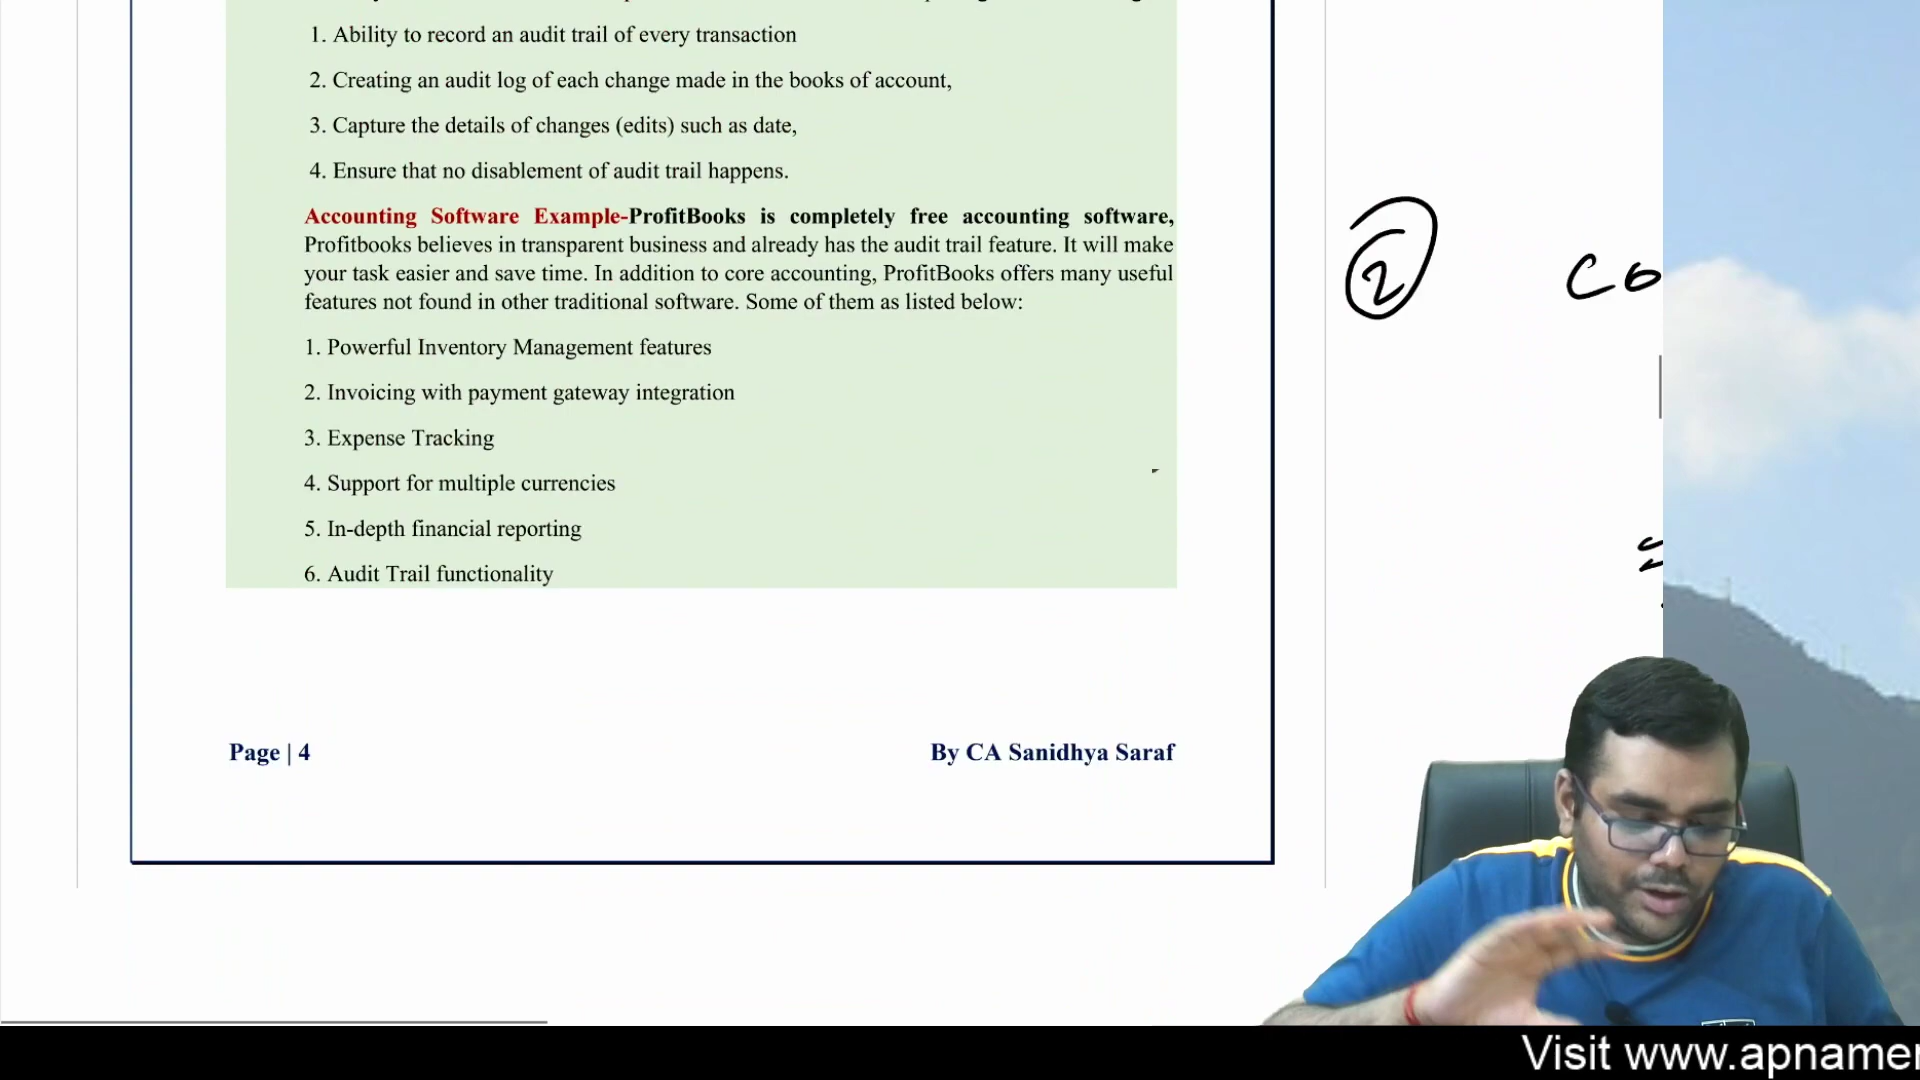 1. Ability to record an audit trail of every transaction
2. Creating an audit log of each change made in the books of account,
3. Capture the details of changes (edits) such as date,
4. Ensure that no disablement of audit trail happens.
Accounting Software Example-ProfitBooks is completely free accounting software,
Profitbooks believes in transparent business and already has the audit trail feature. It will make
your task easier and save time. In addition to core accounting, ProfitBooks offers many useful
features not found in other traditional software. Some of them as listed below:
1. Powerful Inventory Management features
2. Invoicing with payment gateway integration
3. Expense Tracking
4. Support for multiple currencies
5. In-depth financial reporting
6. Audit Trail functionality
Page | 4
By CA Sanidhya Saraf
2 Co
Visit www.apnamer